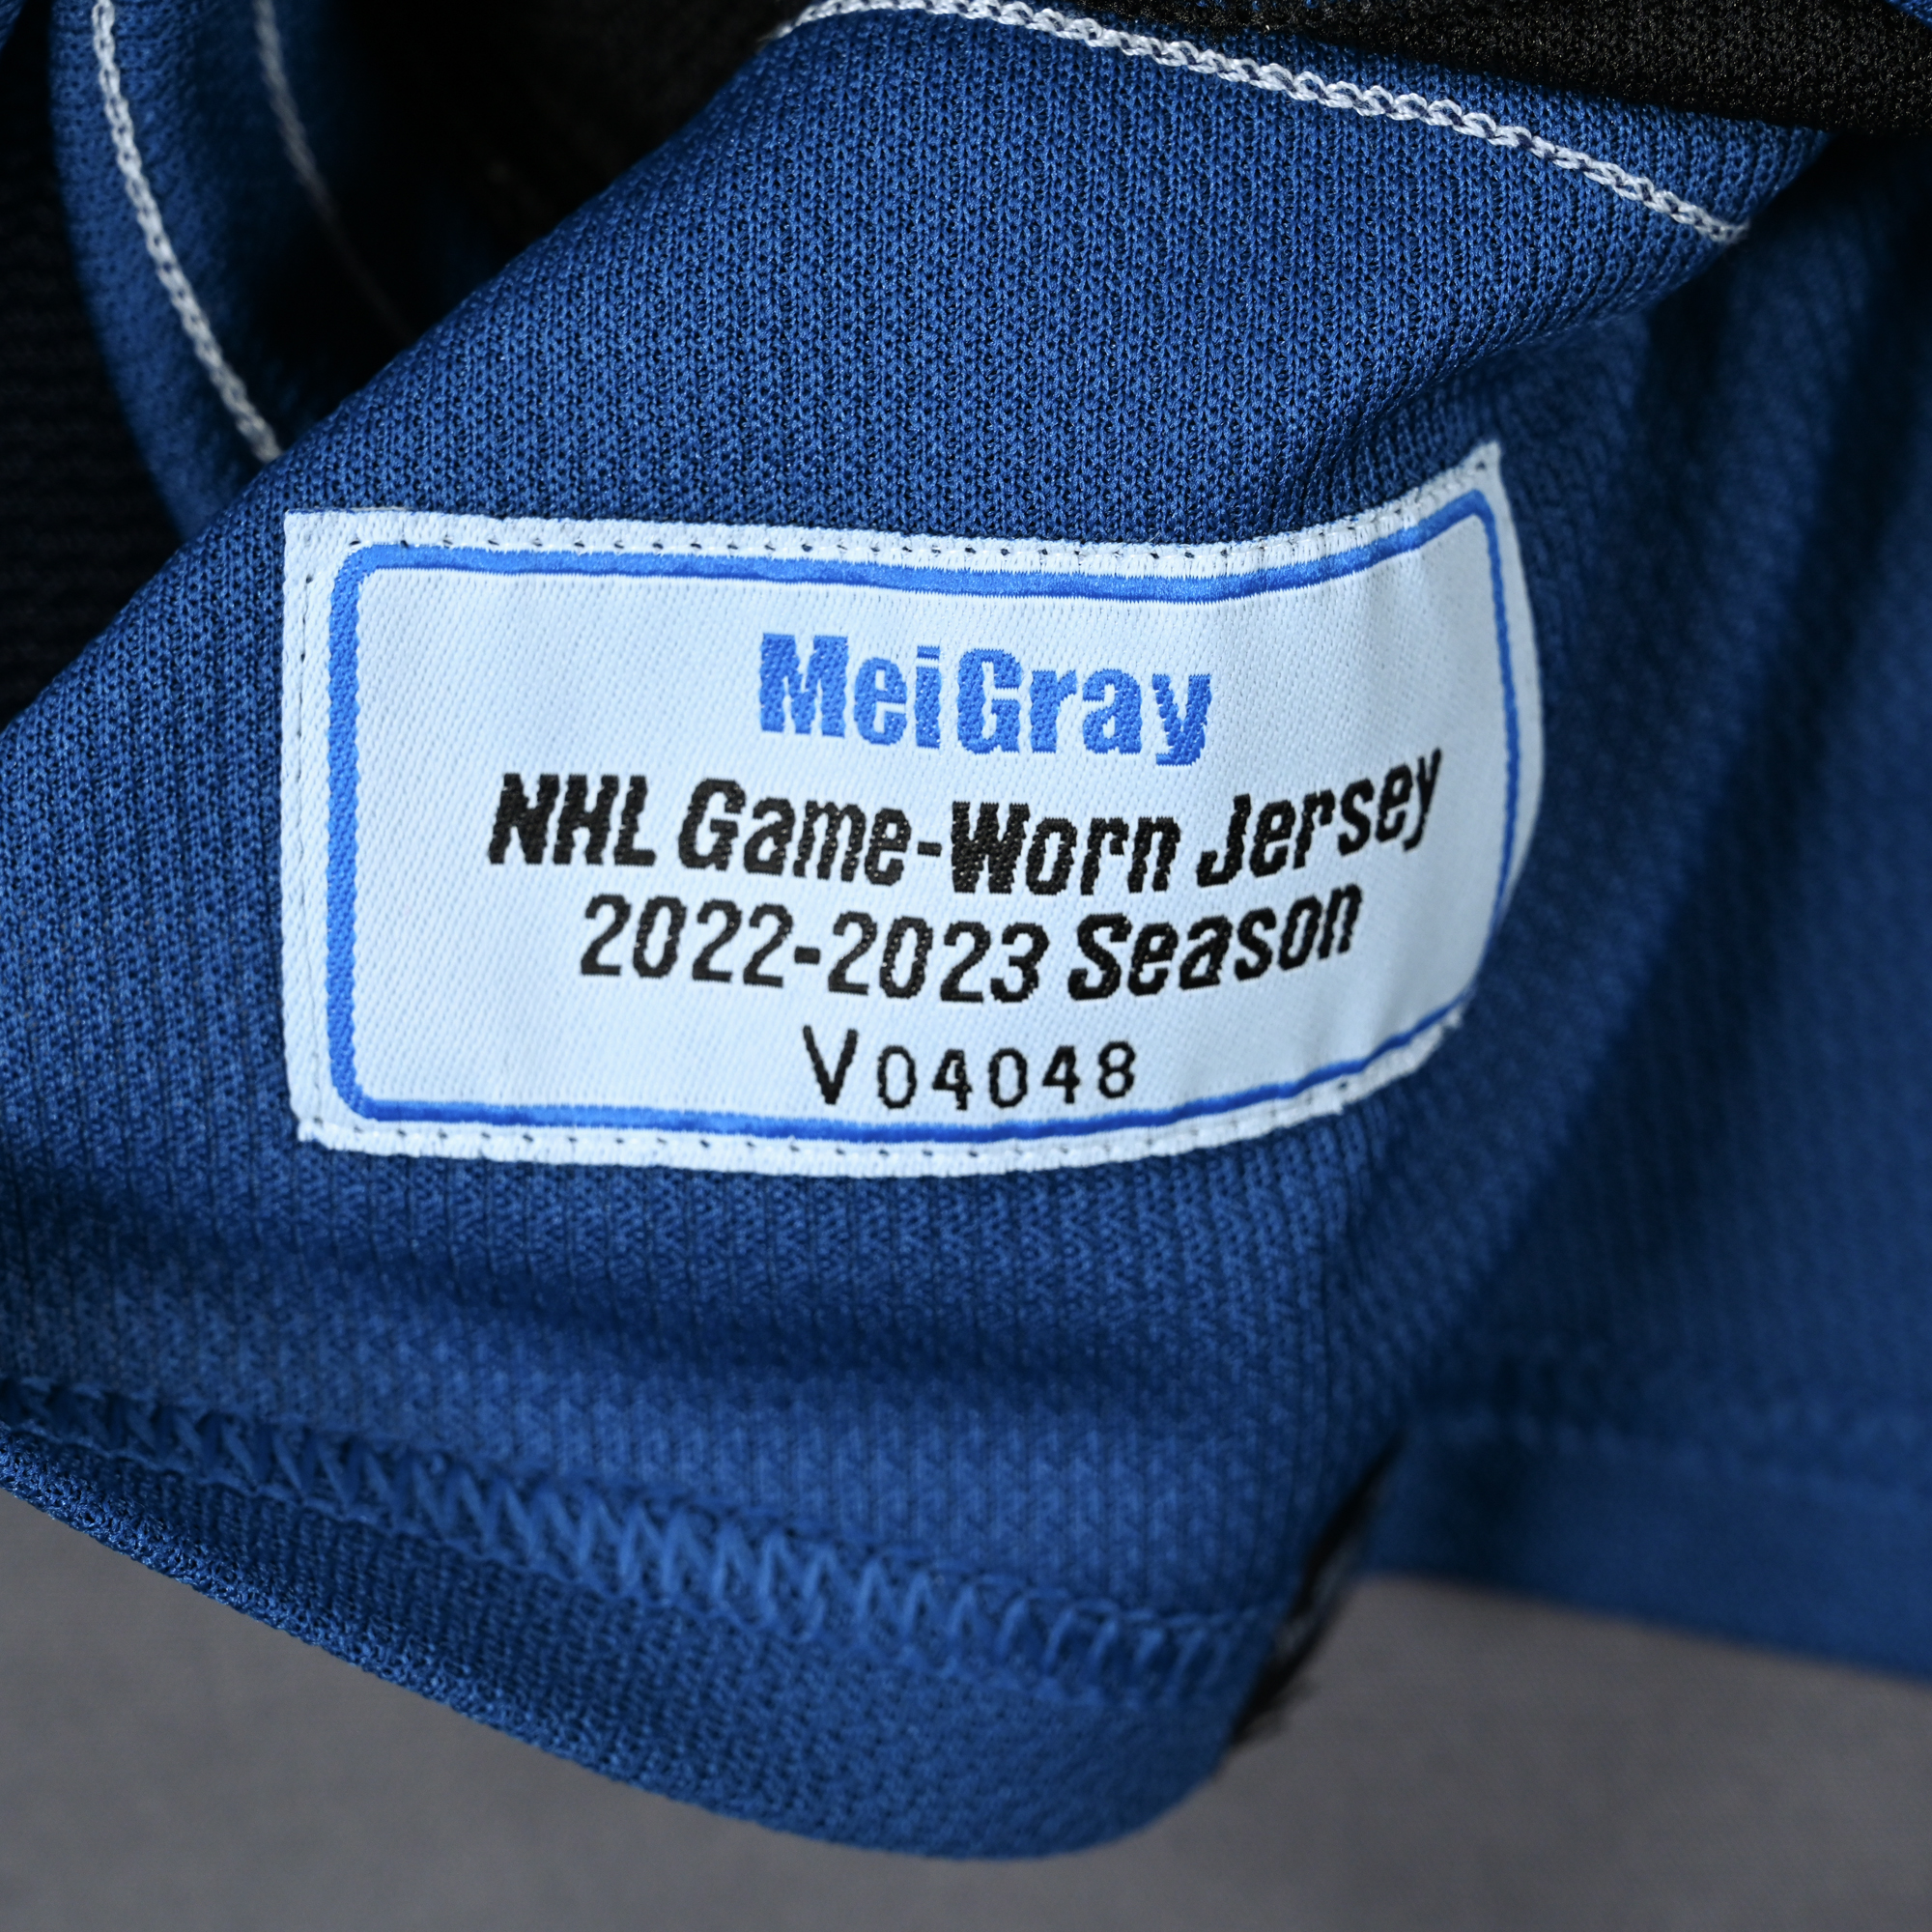 MeiGray
NHL Game-Worn Jersey
2022-2023 Season
V04048